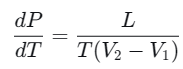 dP/dT = L/T(V₂ − V₁)